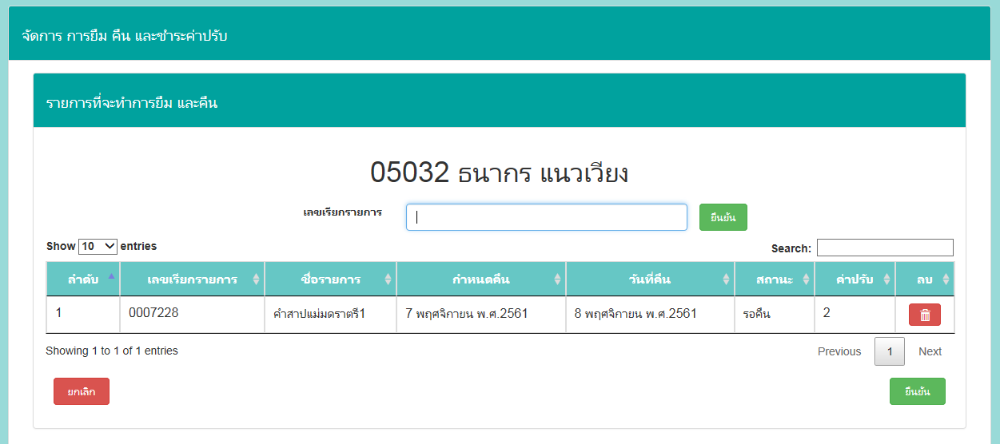 จัดการ การยืม คืน และชำระค่าปรับ
รายการที่จะทำการยืม และคืน
05032 ธนากร แนวเวียง
เลขเรียกรายการ ยืนยัน
Show 10 entries Search:
ลำดับ เลขเรียกรายการ ชื่อรายการ กำหนดคืน วันที่คืน สถานะ ค่าปรับ ลบ
1 0007228 คำสาปแม่มดราตรี1 7 พฤศจิกายน พ.ศ.2561 8 พฤศจิกายน พ.ศ.2561 รอคืน 2
Showing 1 to 1 of 1 entries Previous 1 Next
ยกเลิก ยืนยัน